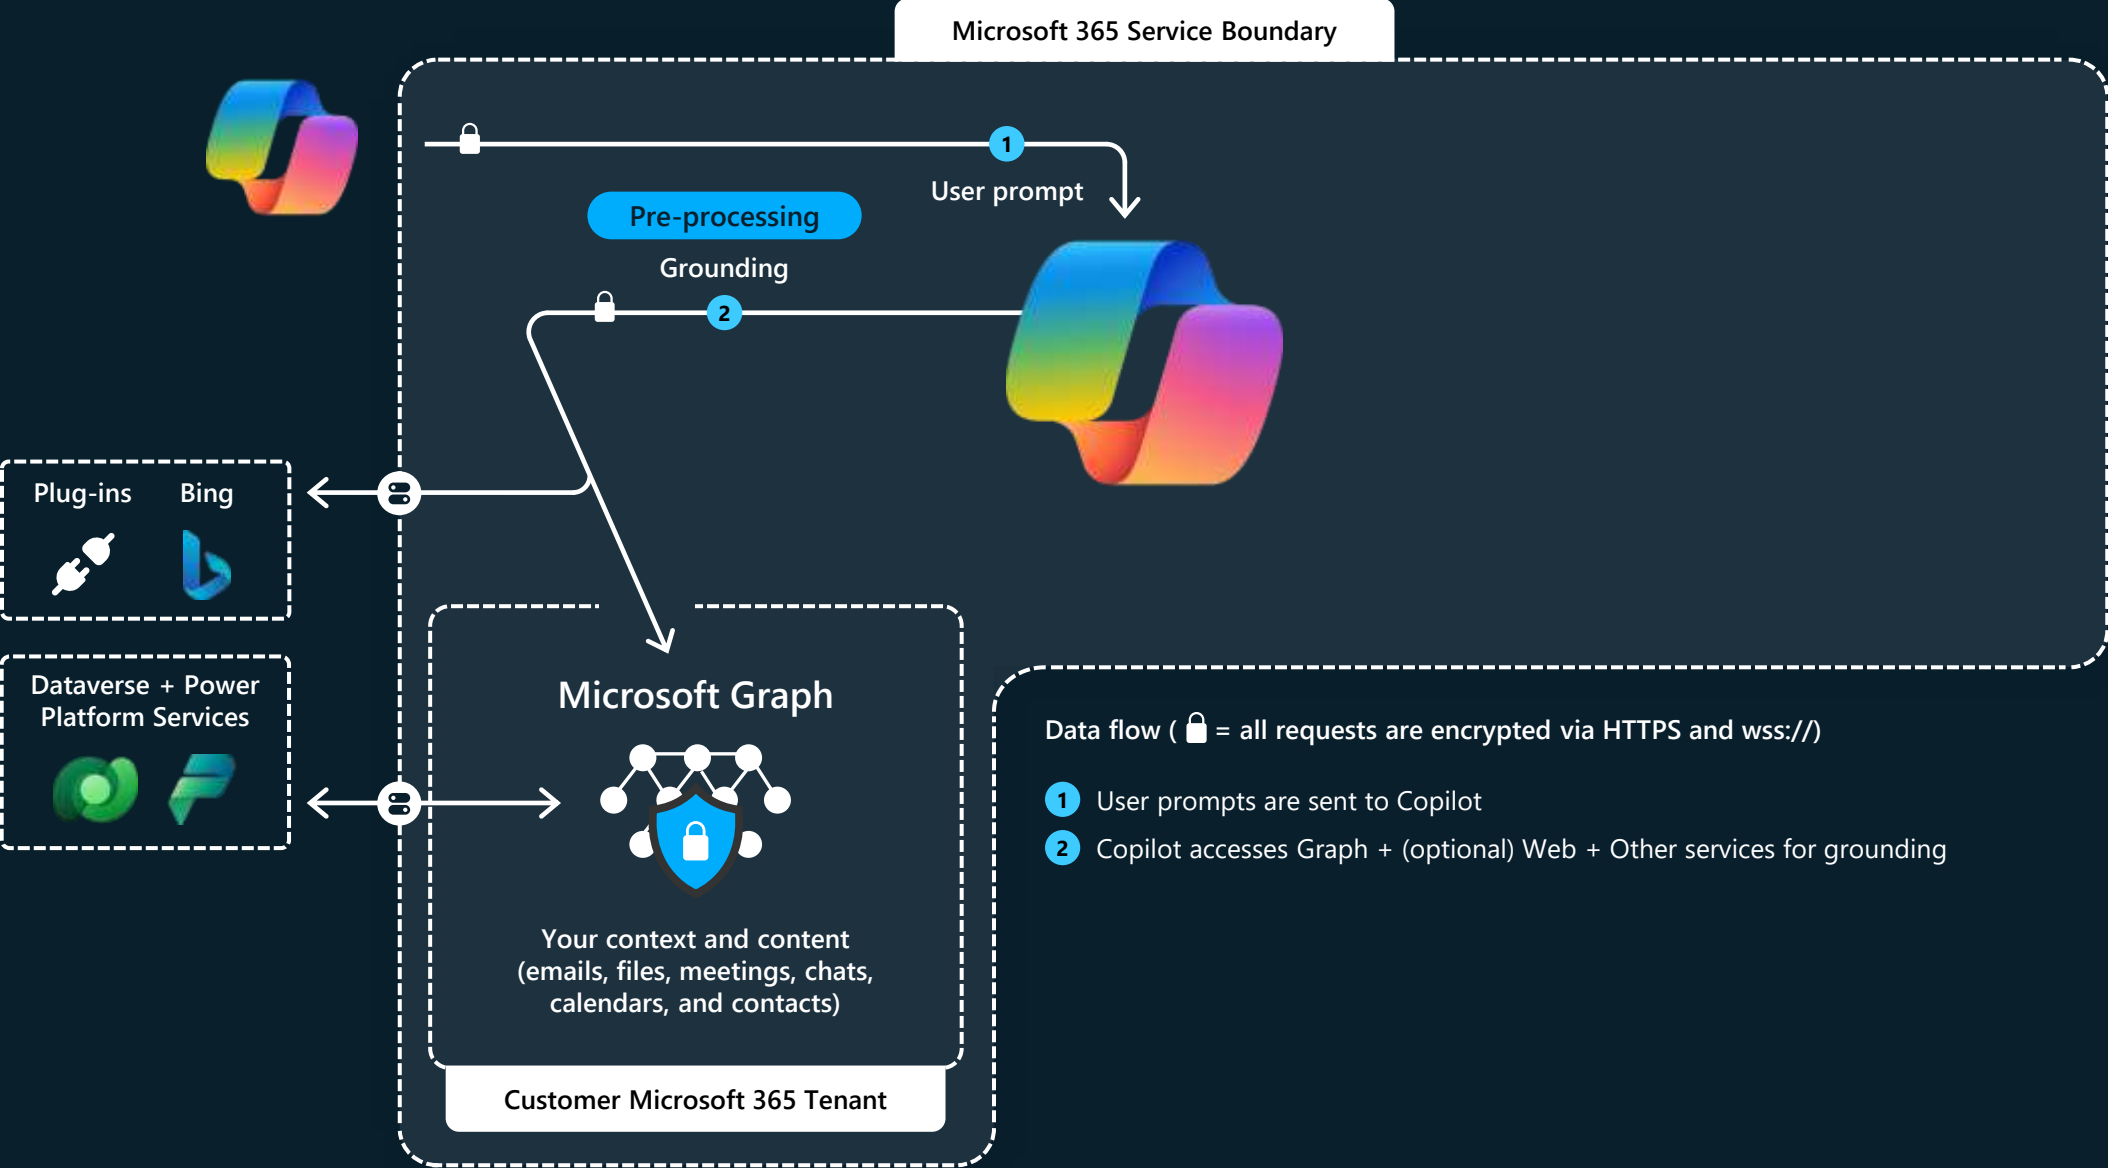 Microsoft 365 Service Boundary
1
User prompt
Pre-processing
Grounding
2
Plug-ins
Bing
Dataverse + Power
Platform Services
Microsoft Graph
Your context and content
(emails, files, meetings, chats,
calendars, and contacts)
Customer Microsoft 365 Tenant
Data flow ( = all requests are encrypted via HTTPS and wss://)
1 User prompts are sent to Copilot
2 Copilot accesses Graph + (optional) Web + Other services for grounding